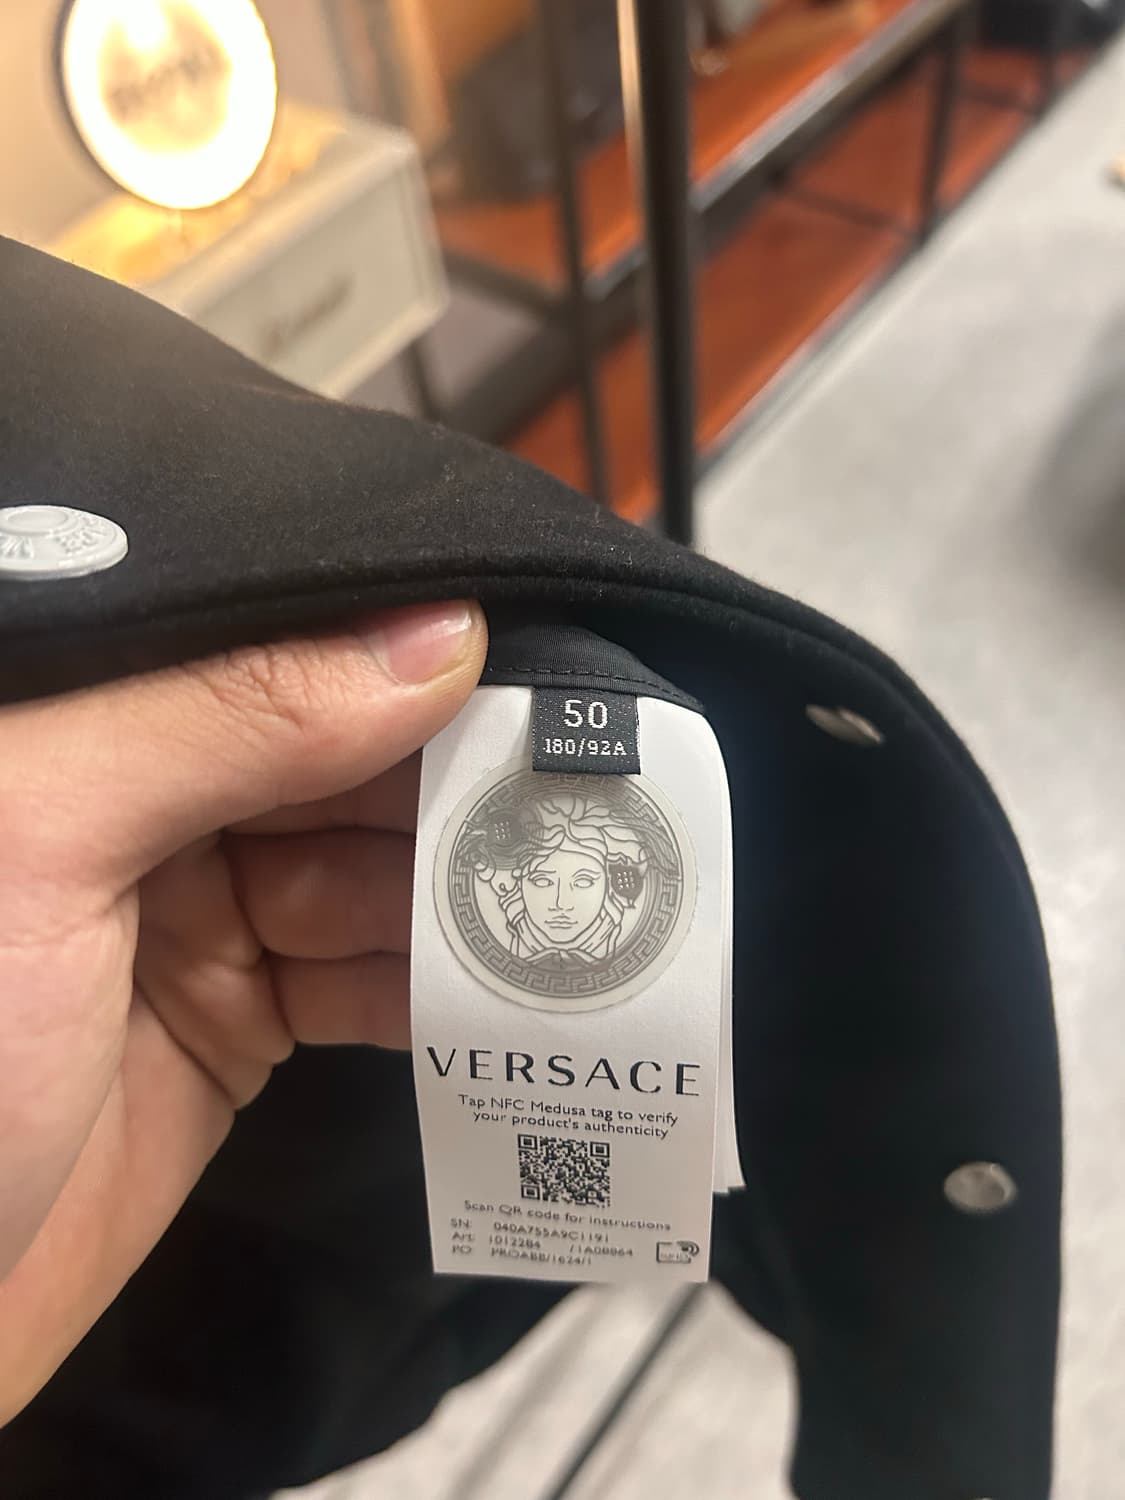 50
180/92A
VERSACE
Tap NFC Medusa tag to verify
your product's authenticity
Scan QR code for instructions
SN: 040A755A9C1191
Art: 1012284 /1A08864
PO: PROABB/1624/1